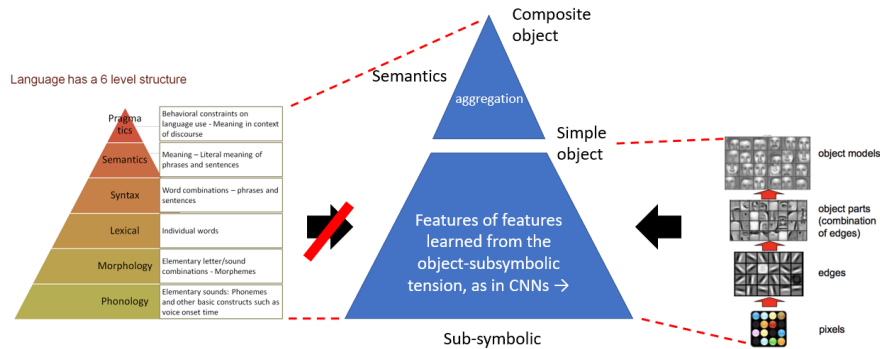 Composite
object
Semantics
Language has a 6 level structure
aggregation
Pragma
tics
Behavioral constraints on
language use - Meaning in context
of discourse
Semantics
Meaning – Literal meaning of
phrases and sentences
Syntax
Word combinations – phrases and
sentences
Lexical
Individual words
Morphology
Elementary letter/sound
combinations - Morphemes
Phonology
Elementary sounds: Phonemes
and other basic constructs such as
voice onset time
Simple
object
Features of features
learned from the
object-subsymbolic
tension, as in CNNs →
Sub-symbolic
object models
object parts
(combination
of edges)
edges
pixels